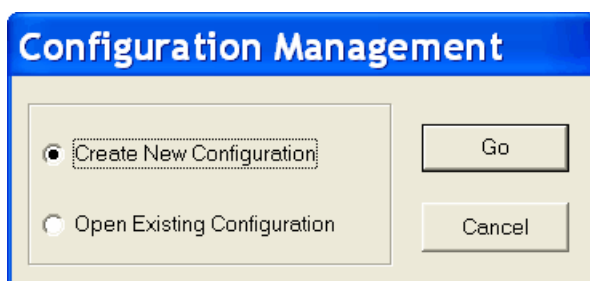 Configuration Management
Create New Configuration
Go
Open Existing Configuration
Cancel